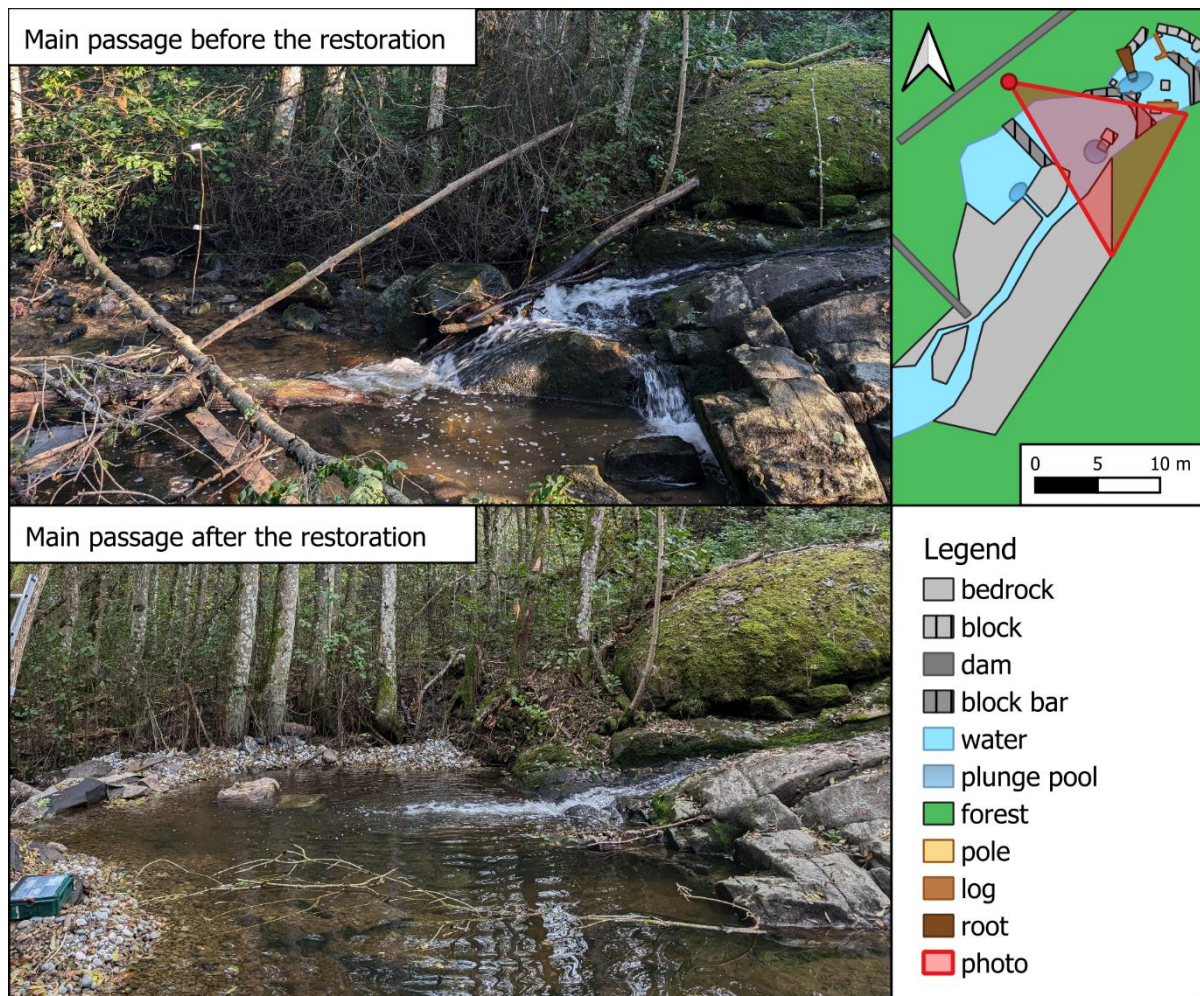 Main passage before the restoration
0 5 10 m
Main passage after the restoration
Legend
bedrock
block
dam
block bar
water
plunge pool
forest
pole
log
root
photo